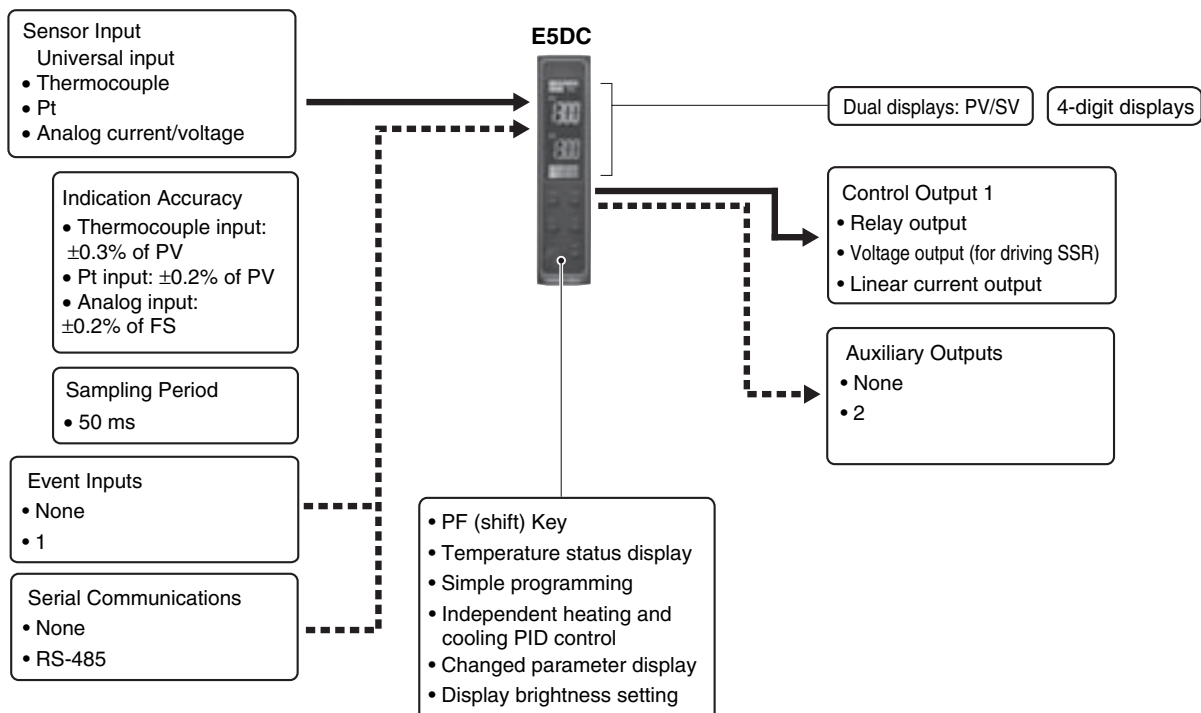 Sensor Input
Universal input
• Thermocouple
• Pt
• Analog current/voltage
Indication Accuracy
• Thermocouple input:
±0.3% of PV
• Pt input: ±0.2% of PV
• Analog input:
±0.2% of FS
Sampling Period
• 50 ms
Event Inputs
• None
• 1
Serial Communications
• None
• RS-485
E5DC
• PF (shift) Key
• Temperature status display
• Simple programming
• Independent heating and
cooling PID control
• Changed parameter display
• Display brightness setting
Dual displays: PV/SV
4-digit displays
Control Output 1
• Relay output
• Voltage output (for driving SSR)
• Linear current output
Auxiliary Outputs
• None
• 2